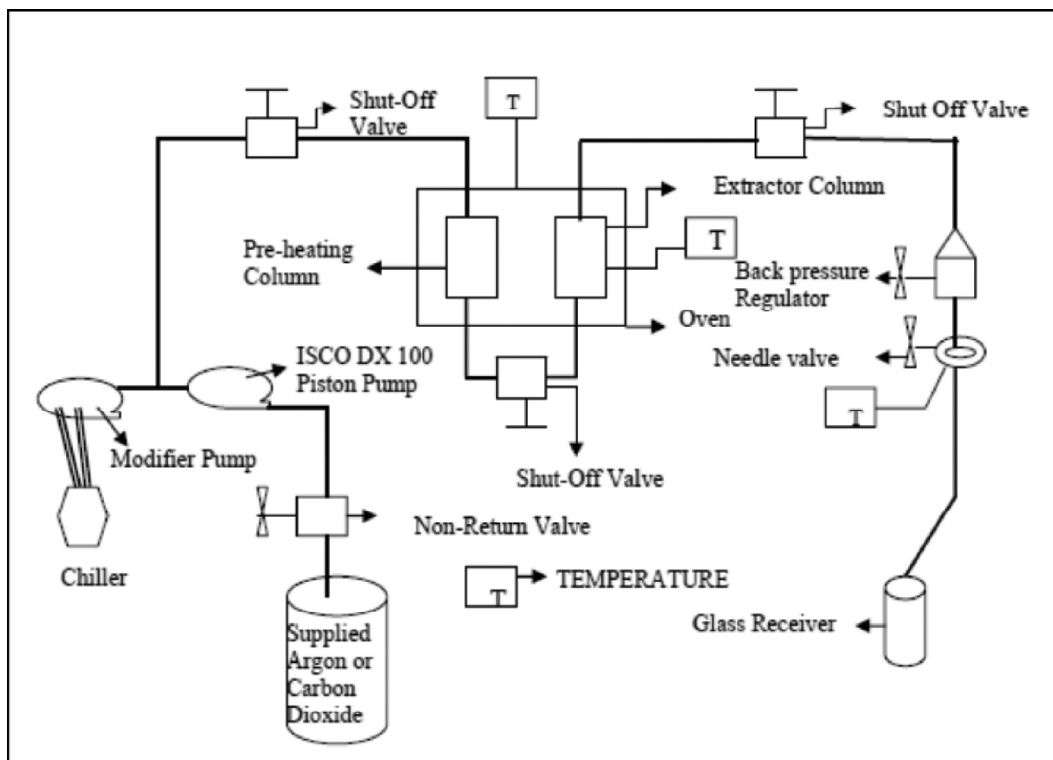 T
Shut-Off
Valve
Shut Off Valve
Extractor Column
T
Pre-heating
Column
Back pressure
Regulator
Oven
Needle valve
ISCO DX 100
Piston Pump
T
Modifier Pump
Shut-Off Valve
Non-Return Valve
Chiller
T
TEMPERATURE
Glass Receiver
Supplied
Argon or
Carbon
Dioxide